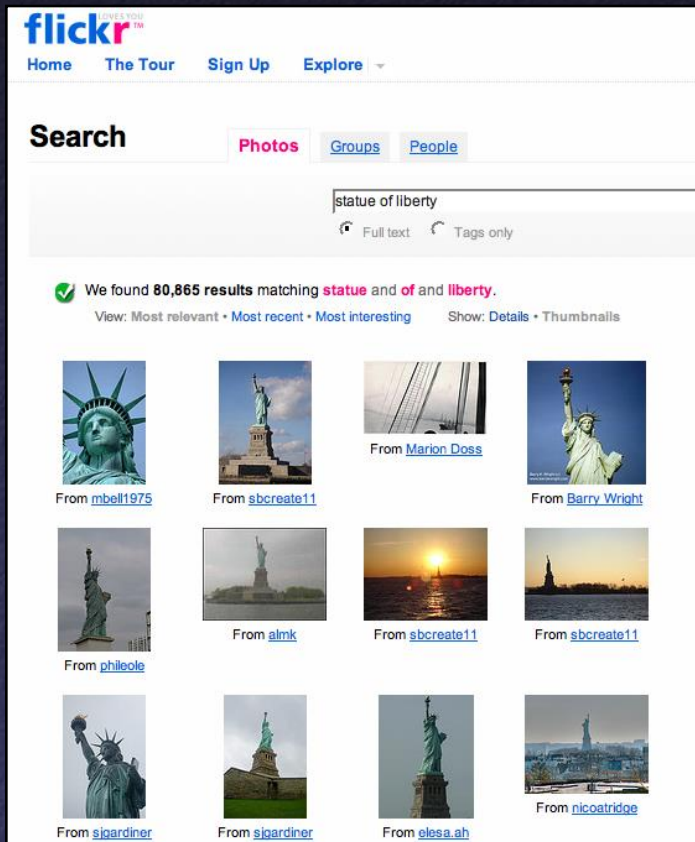 LOVES YOU
flickr™
Home The Tour Sign Up Explore
Search Photos Groups People
statue of liberty
Full text Tags only
We found 80,865 results matching statue and of and liberty.
View: Most relevant • Most recent • Most interesting Show: Details • Thumbnails
From mbell1975 From sbcreate11 From Marion Doss From Barry Wright
From phileole From almk From sbcreate11 From sbcreate11
From sjgardiner From sjgardiner From elesa.ah From nicoatridge